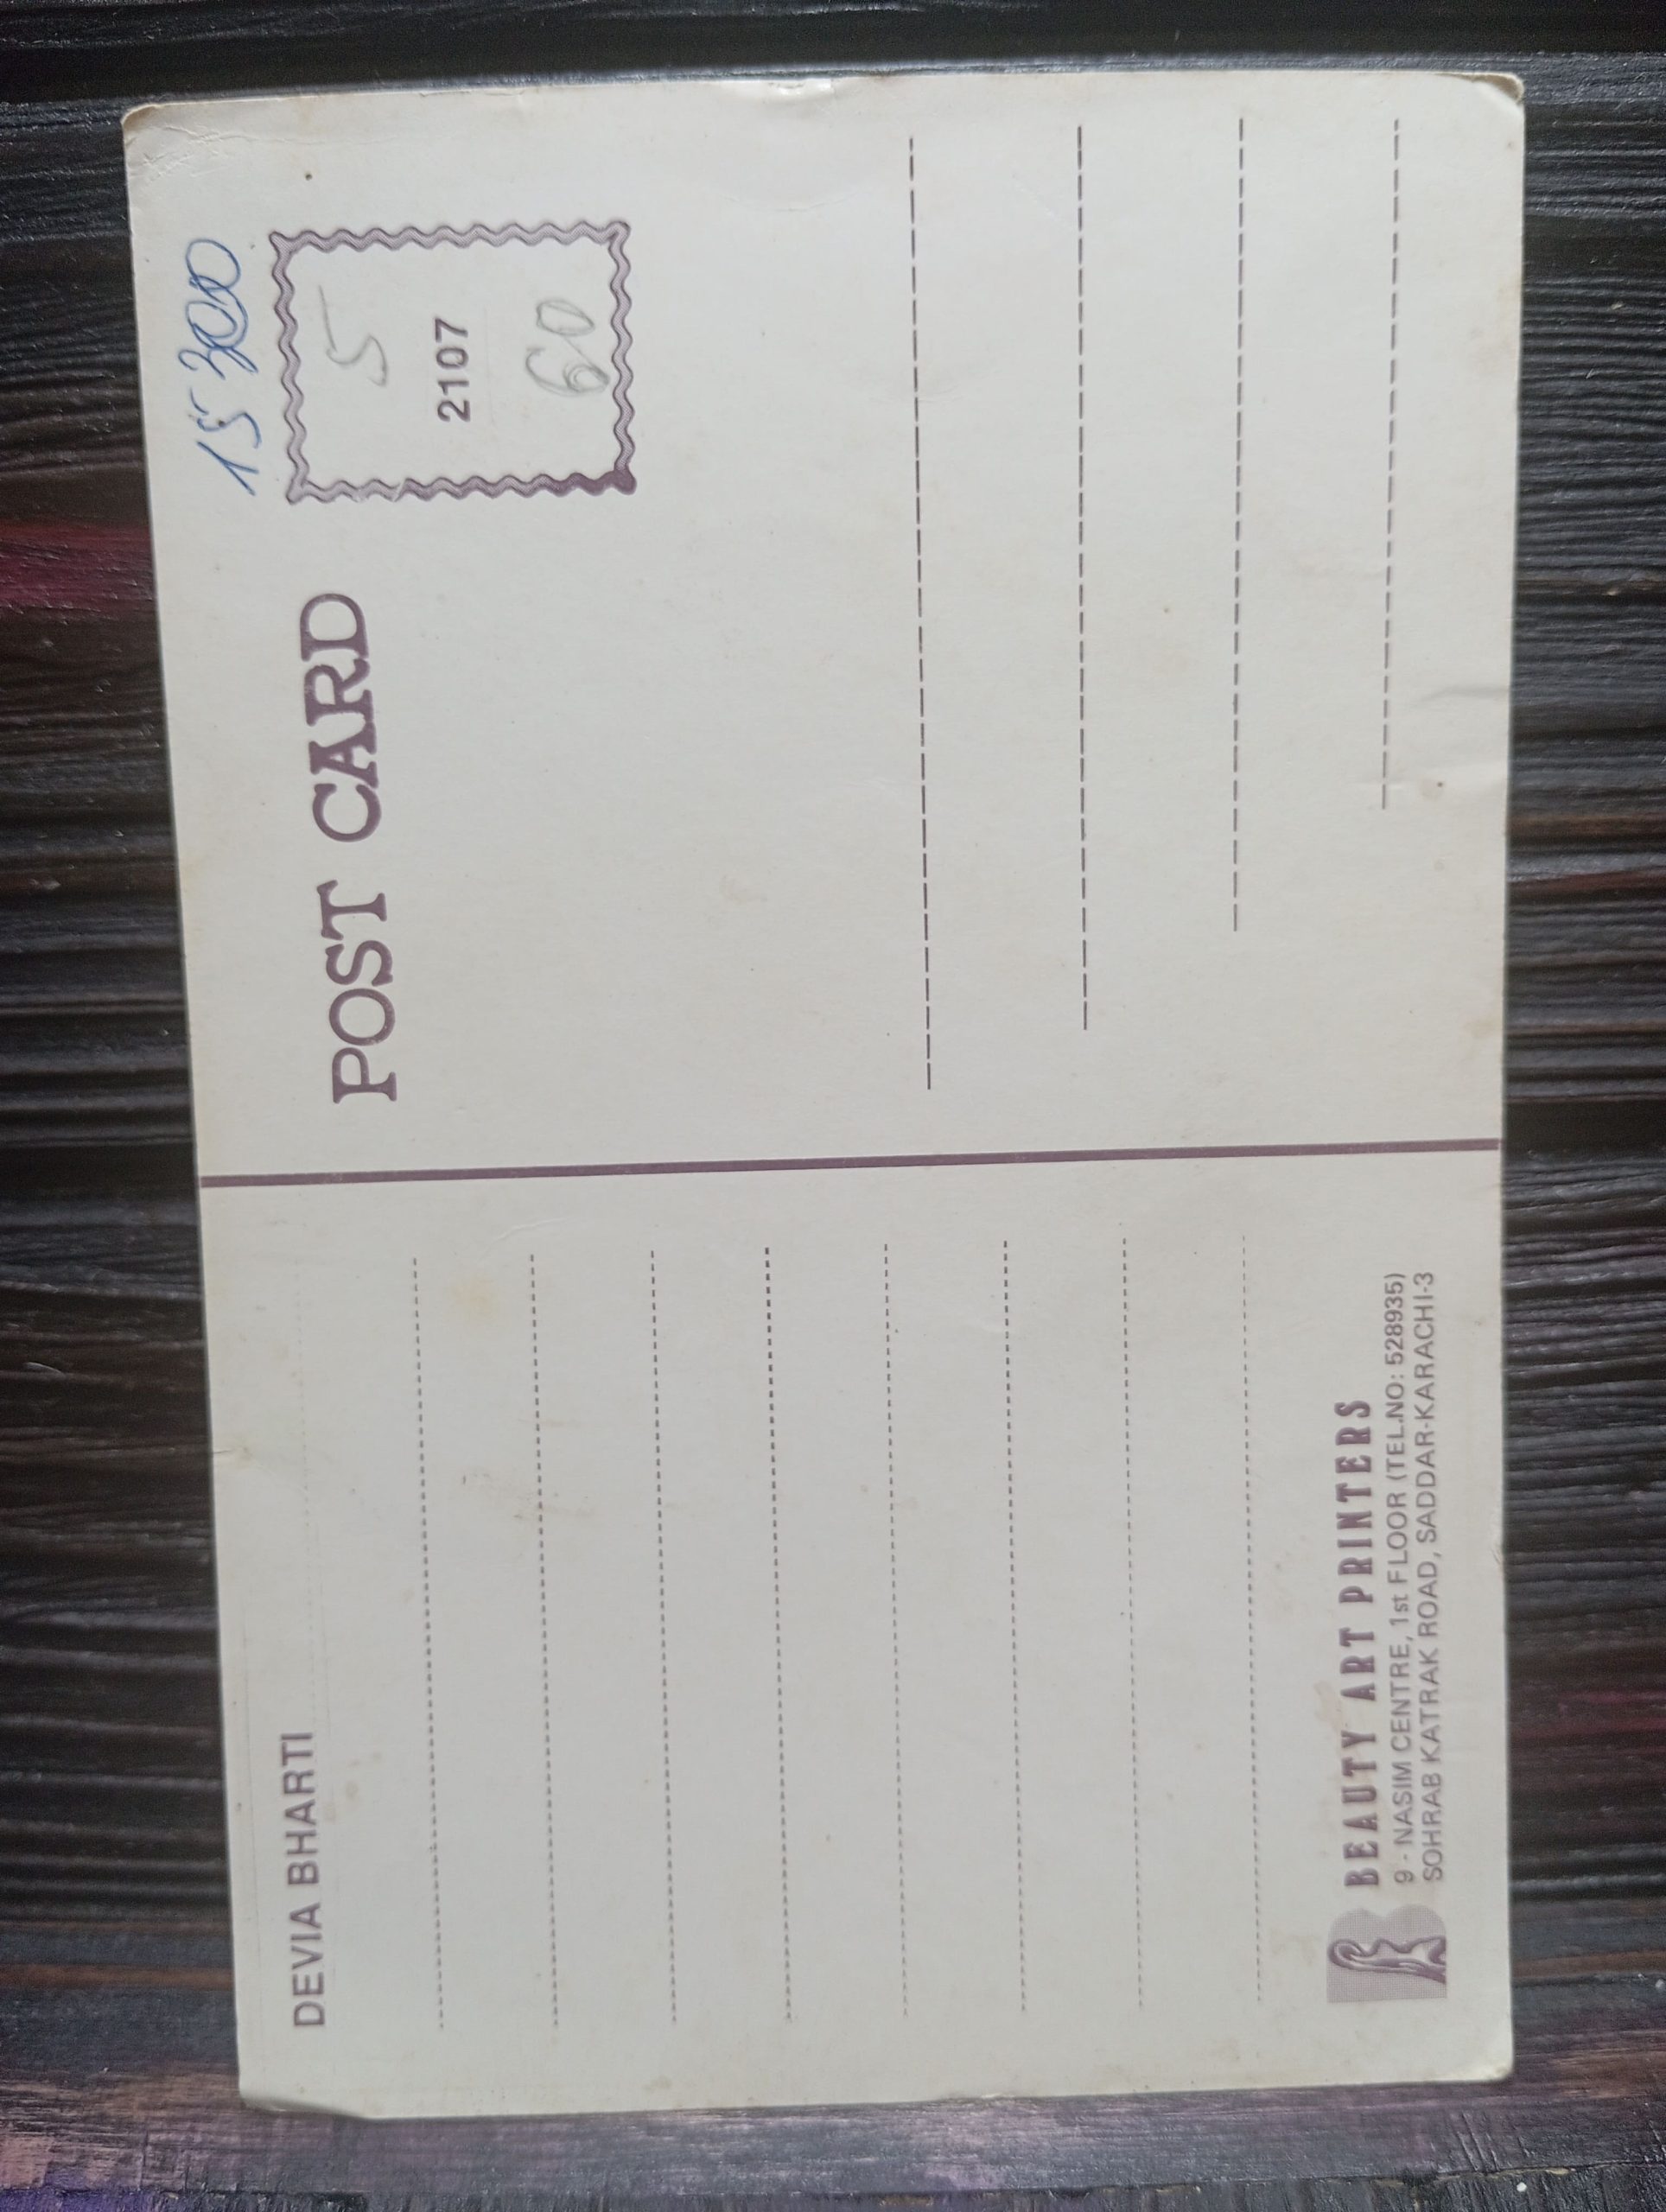 DEVIA BHARTI
BEAUTY ART PRINTERS
9 - NASIM CENTRE, 1st FLOOR (TEL.NO: 528935)
SOHRAB KATRAK ROAD, SADDAR-KARACHI-3
15 300
POST CARD
5
2107
60